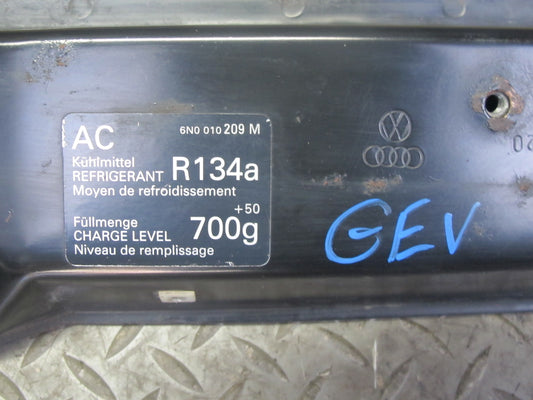 AC 6N0 010 209 M
Kühlmittel
REFRIGERANT R134a
Moyen de refroidissement
+50
Füllmenge
CHARGE LEVEL 700g
Niveau de remplissage
GEV
20